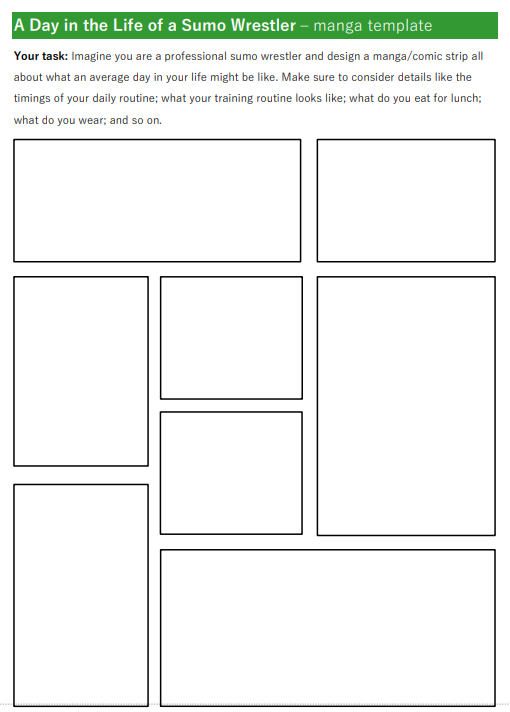 A Day in the Life of a Sumo Wrestler – manga template
Your task: Imagine you are a professional sumo wrestler and design a manga/comic strip all
about what an average day in your life might be like. Make sure to consider details like the
timings of your daily routine; what your training routine looks like; what do you eat for lunch;
what do you wear; and so on.